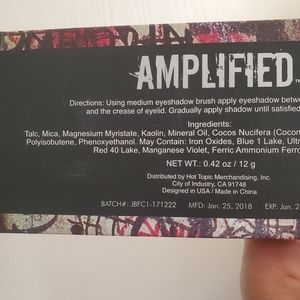 AMPLIFIED™
Directions: Using medium eyeshadow brush apply eyeshadow betwe
and the crease of eyelid. Gradually apply shadow until satisfied
Ingredients:
Talc, Mica, Magnesium Myristate, Kaolin, Mineral Oil, Cocos Nucifera (Coconu
Polyisobutene, Phenoxyethanol. May Contain: Iron Oxides, Blue 1 Lake, Ultr
Red 40 Lake, Manganese Violet, Ferric Ammonium Ferro
NET WT.: 0.42 oz / 12 g
Distributed by Hot Topic Merchandising, Inc.
City of Industry, CA 91748
Designed in USA / Made in China
BATCH#: JBFC1-171222 MFD: Jan. 25, 2018 EXP: Jan. 2